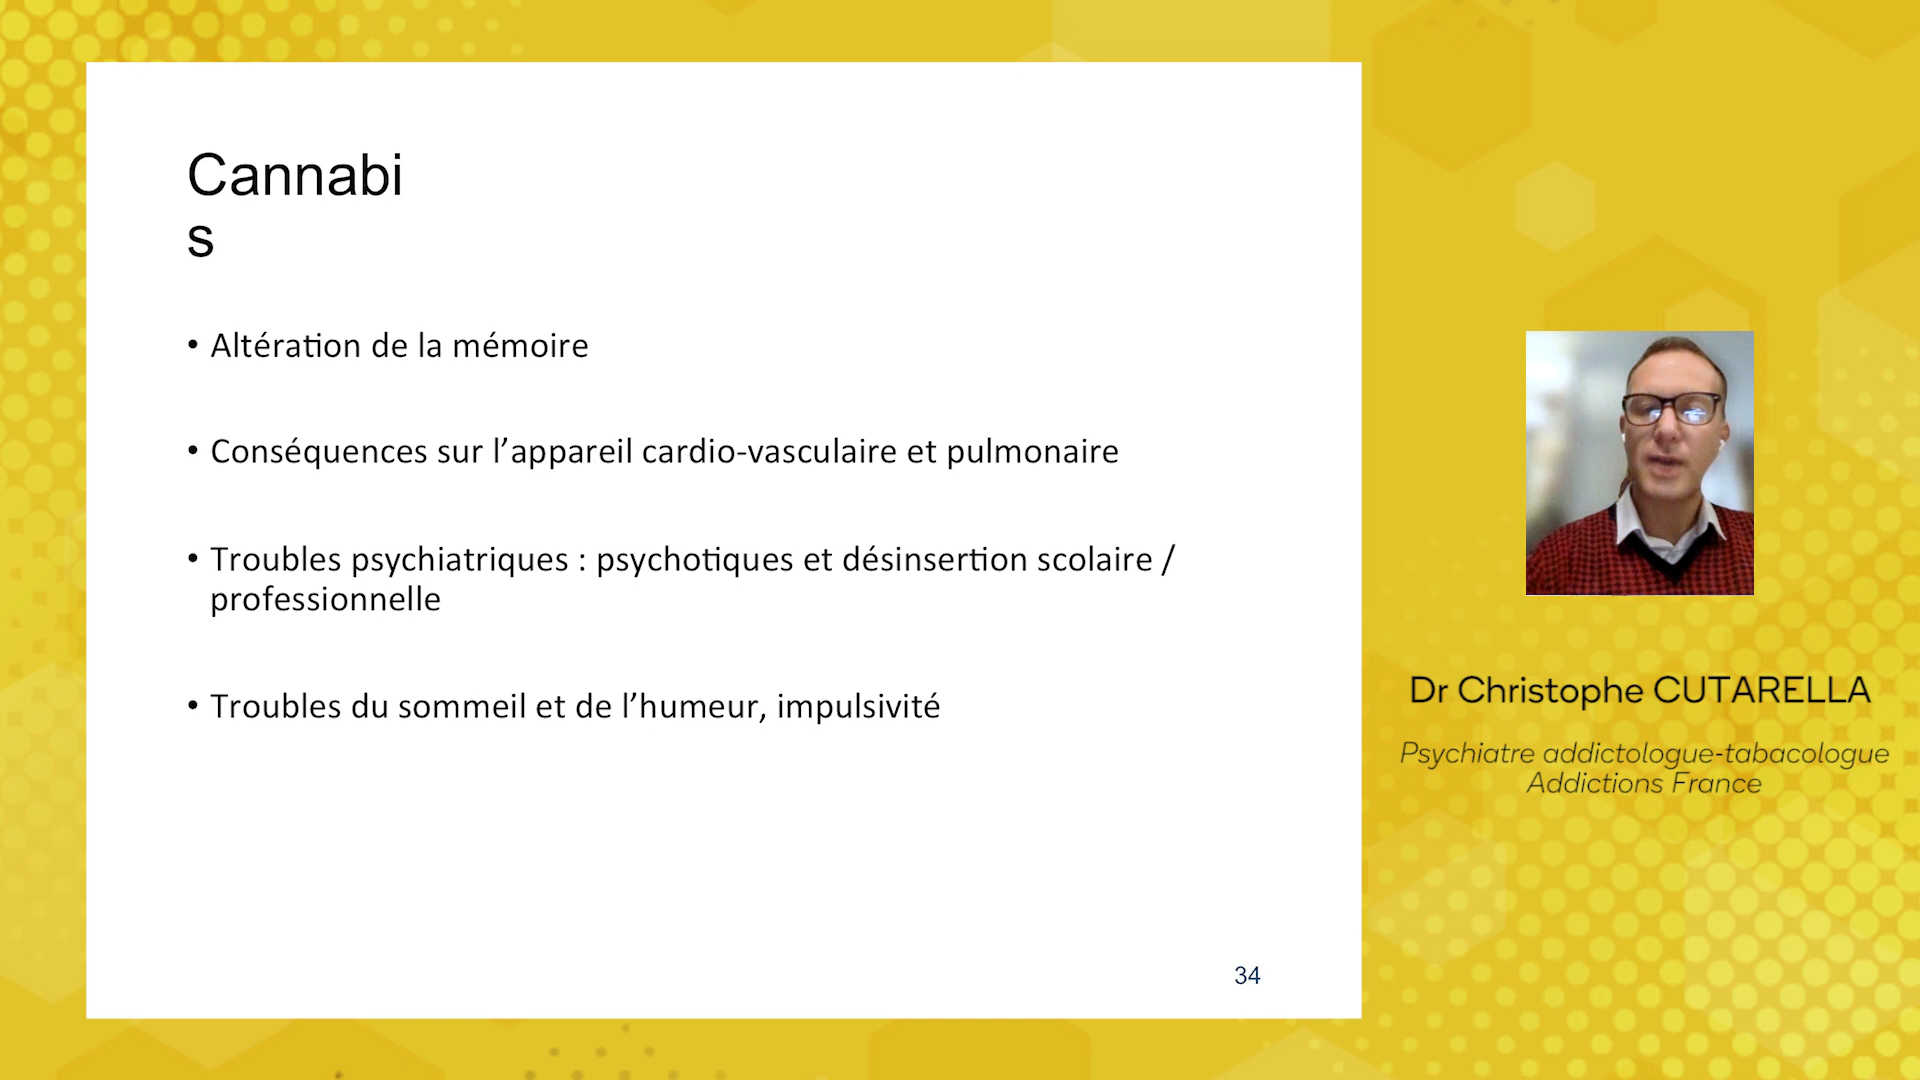 Cannabi
s
• Altération de la mémoire
• Conséquences sur l’appareil cardio-vasculaire et pulmonaire
• Troubles psychiatriques : psychotiques et désinsertion scolaire /
professionnelle
• Troubles du sommeil et de l’humeur, impulsivité
34
Dr Christophe CUTARELLA
Psychiatre addictologue-tabacologue
Addictions France